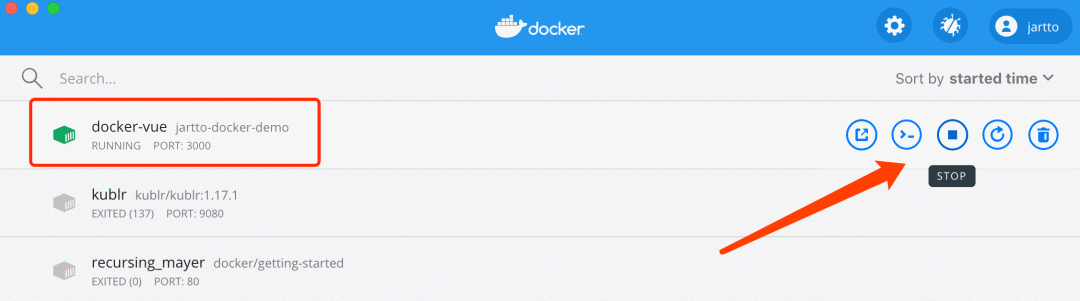 docker
jartto
Search...
Sort by started time
docker-vue jartto-docker-demo
RUNNING PORT: 3000
STOP
kublr kublr/kublr:1.17.1
EXITED (137) PORT: 9080
recursing_mayer docker/getting-started
EXITED (0) PORT: 80